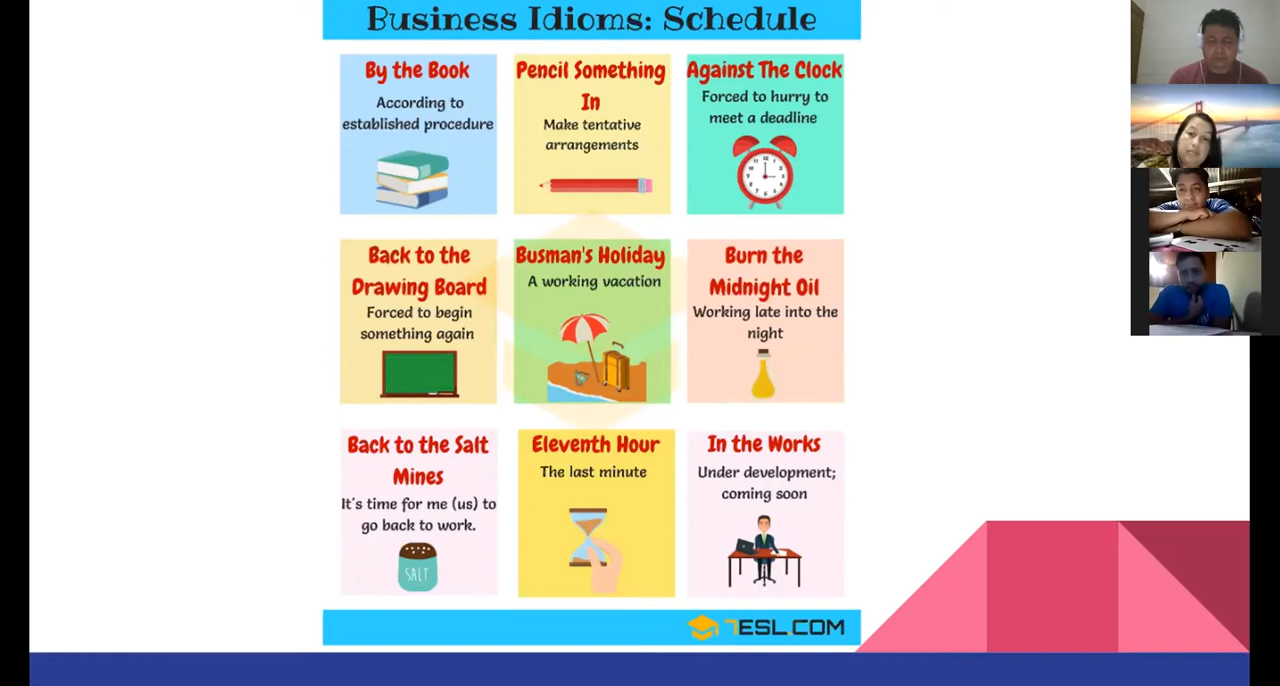 Business Idioms: Schedule
By the Book
According to
established procedure
Pencil Something
In
Make tentative
arrangements
Against The Clock
Forced to hurry to
meet a deadline
Back to the
Drawing Board
Forced to begin
something again
Busman's Holiday
A working vacation
Burn the
Midnight Oil
Working late into the
night
Back to the Salt
Mines
It's time for me (us) to
go back to work.
SALT
Eleventh Hour
The last minute
In the Works
Under development;
coming soon
7ESL.COM